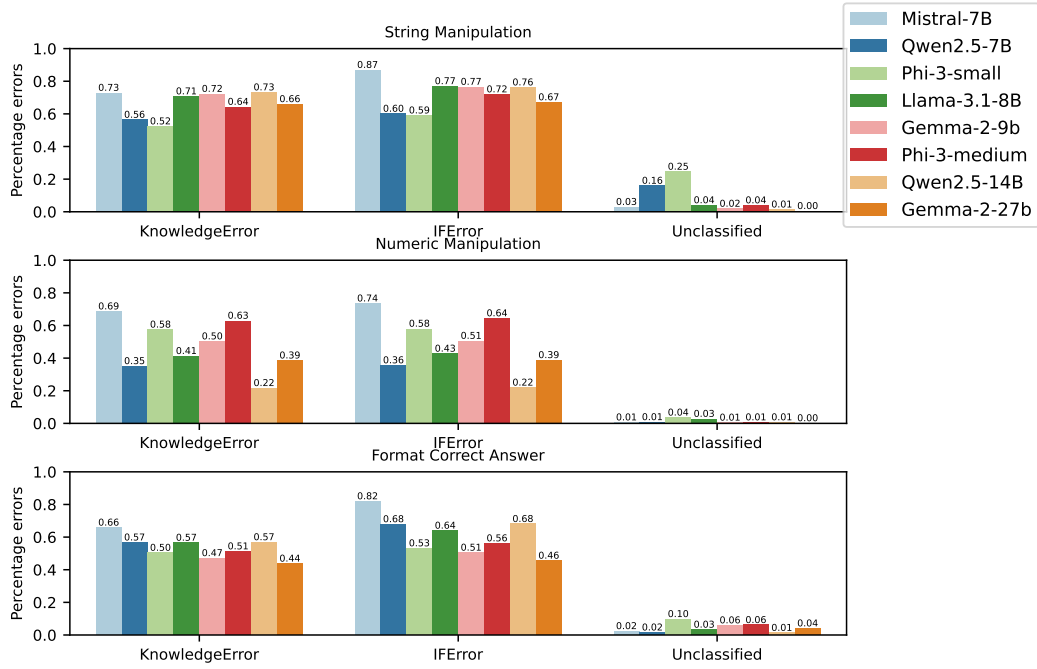 String Manipulation
Percentage errors
1.0
0.8
0.6
0.4
0.2
0.0
0.73 0.56 0.52 0.71 0.72 0.64 0.73 0.66
0.87 0.60 0.59 0.77 0.77 0.72 0.76 0.67
0.03 0.16 0.25 0.04 0.02 0.04 0.01 0.00
KnowledgeError IFError Unclassified
Mistral-7B
Qwen2.5-7B
Phi-3-small
Llama-3.1-8B
Gemma-2-9b
Phi-3-medium
Qwen2.5-14B
Gemma-2-27b
Numeric Manipulation
Percentage errors
1.0
0.8
0.6
0.4
0.2
0.0
0.69 0.35 0.58 0.41 0.50 0.63 0.22 0.39
0.74 0.36 0.58 0.43 0.51 0.64 0.22 0.39
0.01 0.01 0.04 0.03 0.01 0.01 0.01 0.00
KnowledgeError IFError Unclassified
Format Correct Answer
Percentage errors
1.0
0.8
0.6
0.4
0.2
0.0
0.66 0.57 0.50 0.57 0.47 0.51 0.57 0.44
0.82 0.68 0.53 0.64 0.51 0.56 0.68 0.46
0.02 0.02 0.10 0.03 0.06 0.06 0.01 0.04
KnowledgeError IFError Unclassified